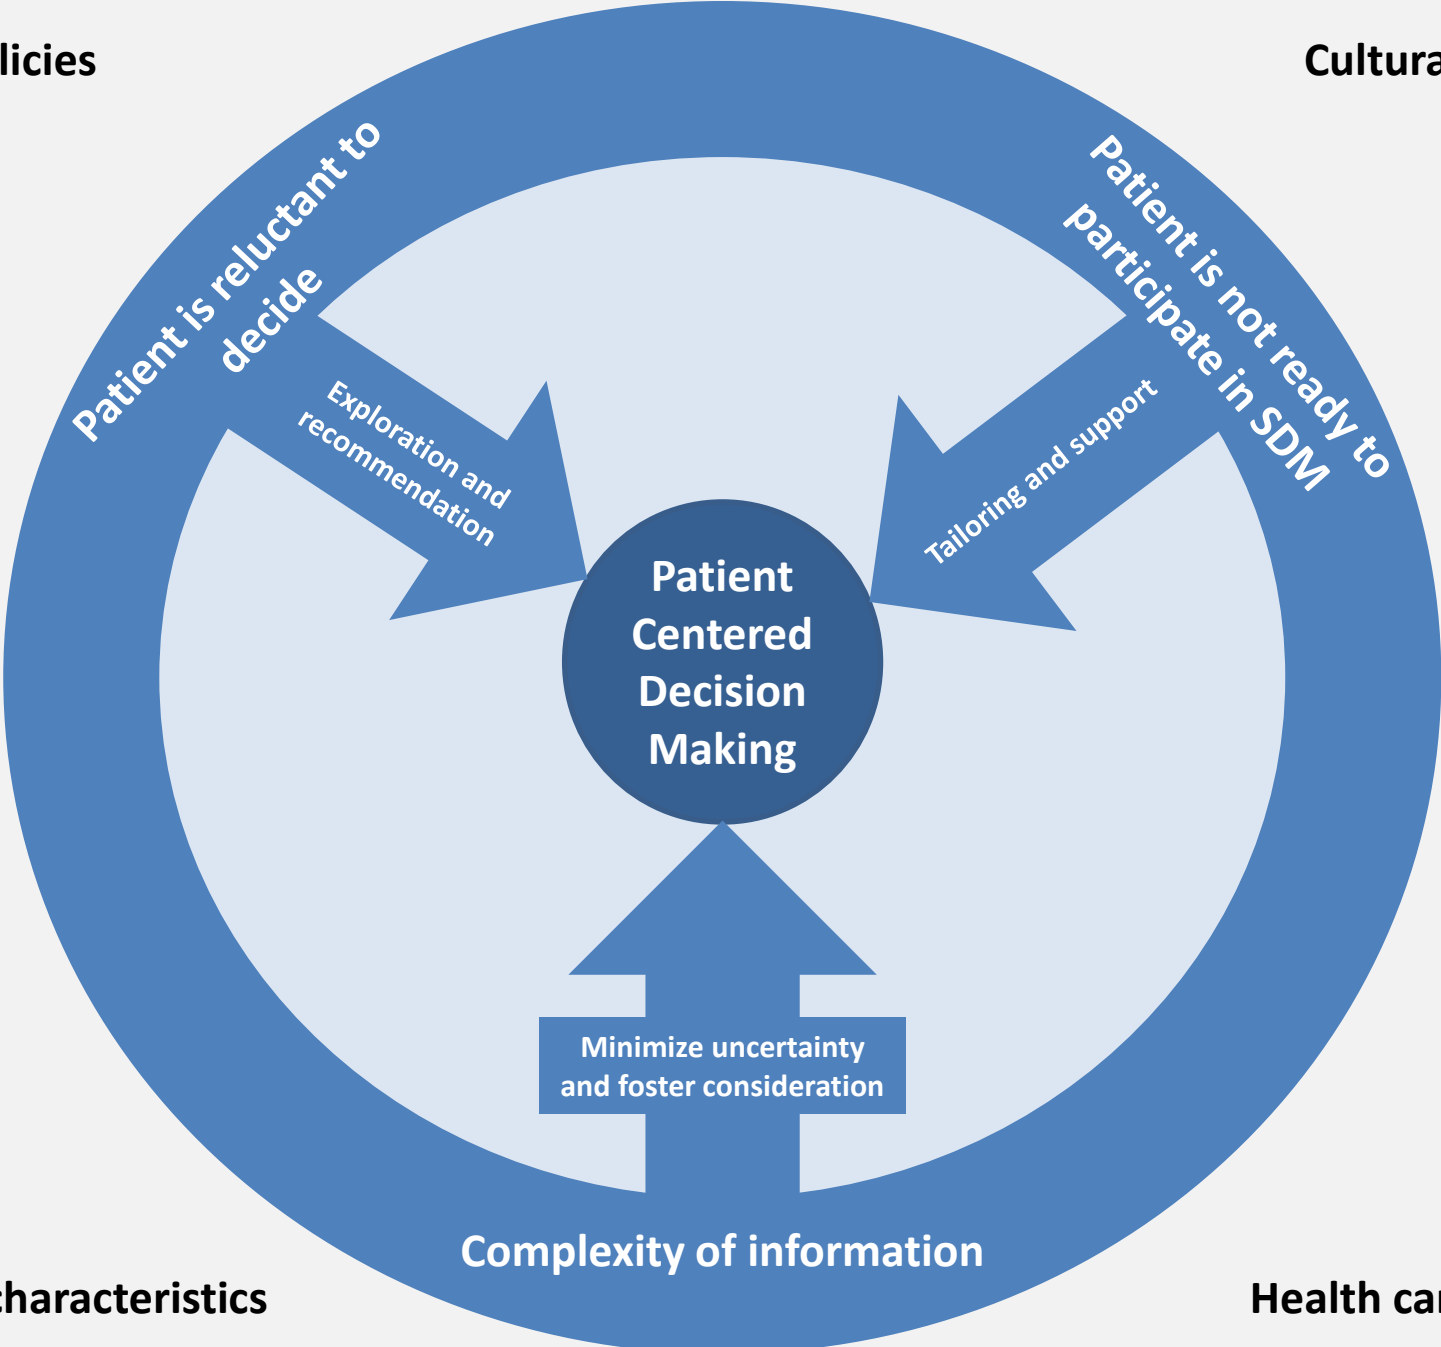 licies
Cultura
Patient is reluctant to
decide
Patient is not ready to
participate in SDM
Exploration and
recommendation
Tailoring and support
Patient
Centered
Decision
Making
Minimize uncertainty
and foster consideration
Complexity of information
characteristics
Health car